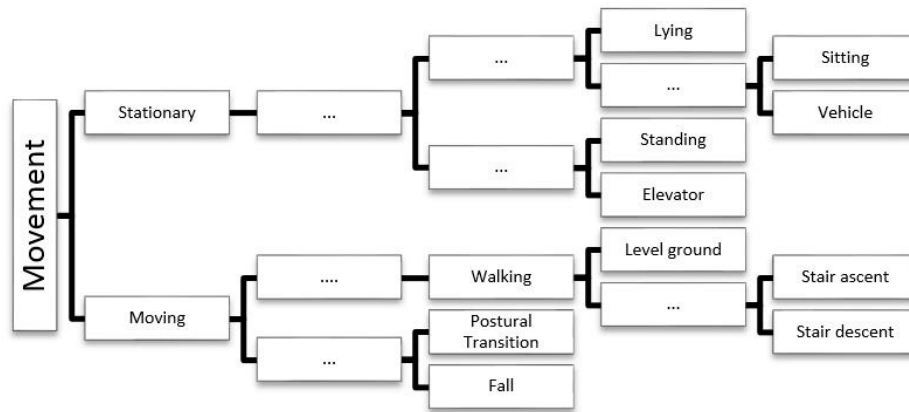 Movement
Stationary
...
...
Lying
...
Sitting
Vehicle
...
Standing
Elevator
Moving
....
Walking
Level ground
...
Stair ascent
Stair descent
...
Postural
Transition
Fall